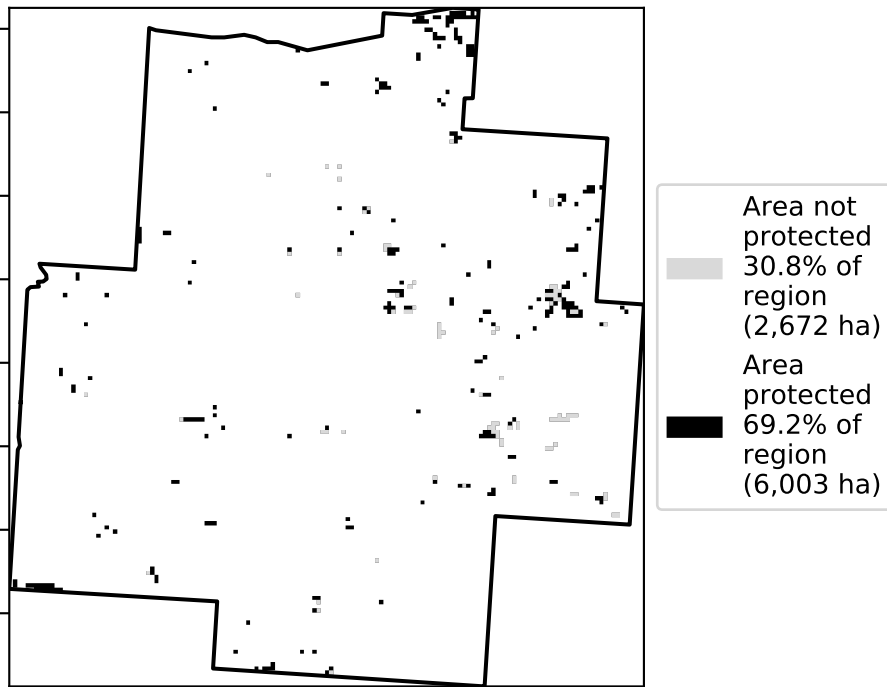 Area not
protected
30.8% of
region
(2,672 ha)
Area
protected
69.2% of
region
(6,003 ha)